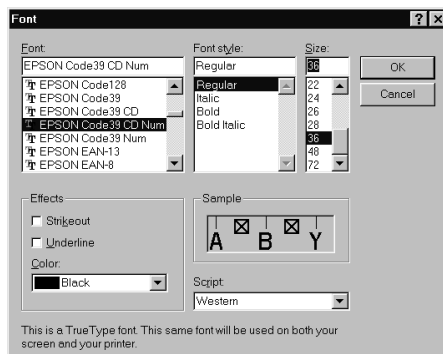 Font
Font:
Font style:
Size:
EPSON Code39 CD Num
Regular
36
OK
Cancel
EPSON Code128
EPSON Code39
EPSON Code39 CD
EPSON Code39 CD Num
EPSON Code39 Num
EPSON EAN-13
EPSON EAN-8
Regular
Italic
Bold
Bold Italic
22
24
26
28
36
48
72
Effects
Strikeout
Underline
Color:
Black
Sample
A B Y
Script:
Western
This is a TrueType font. This same font will be used on both your
screen and your printer.